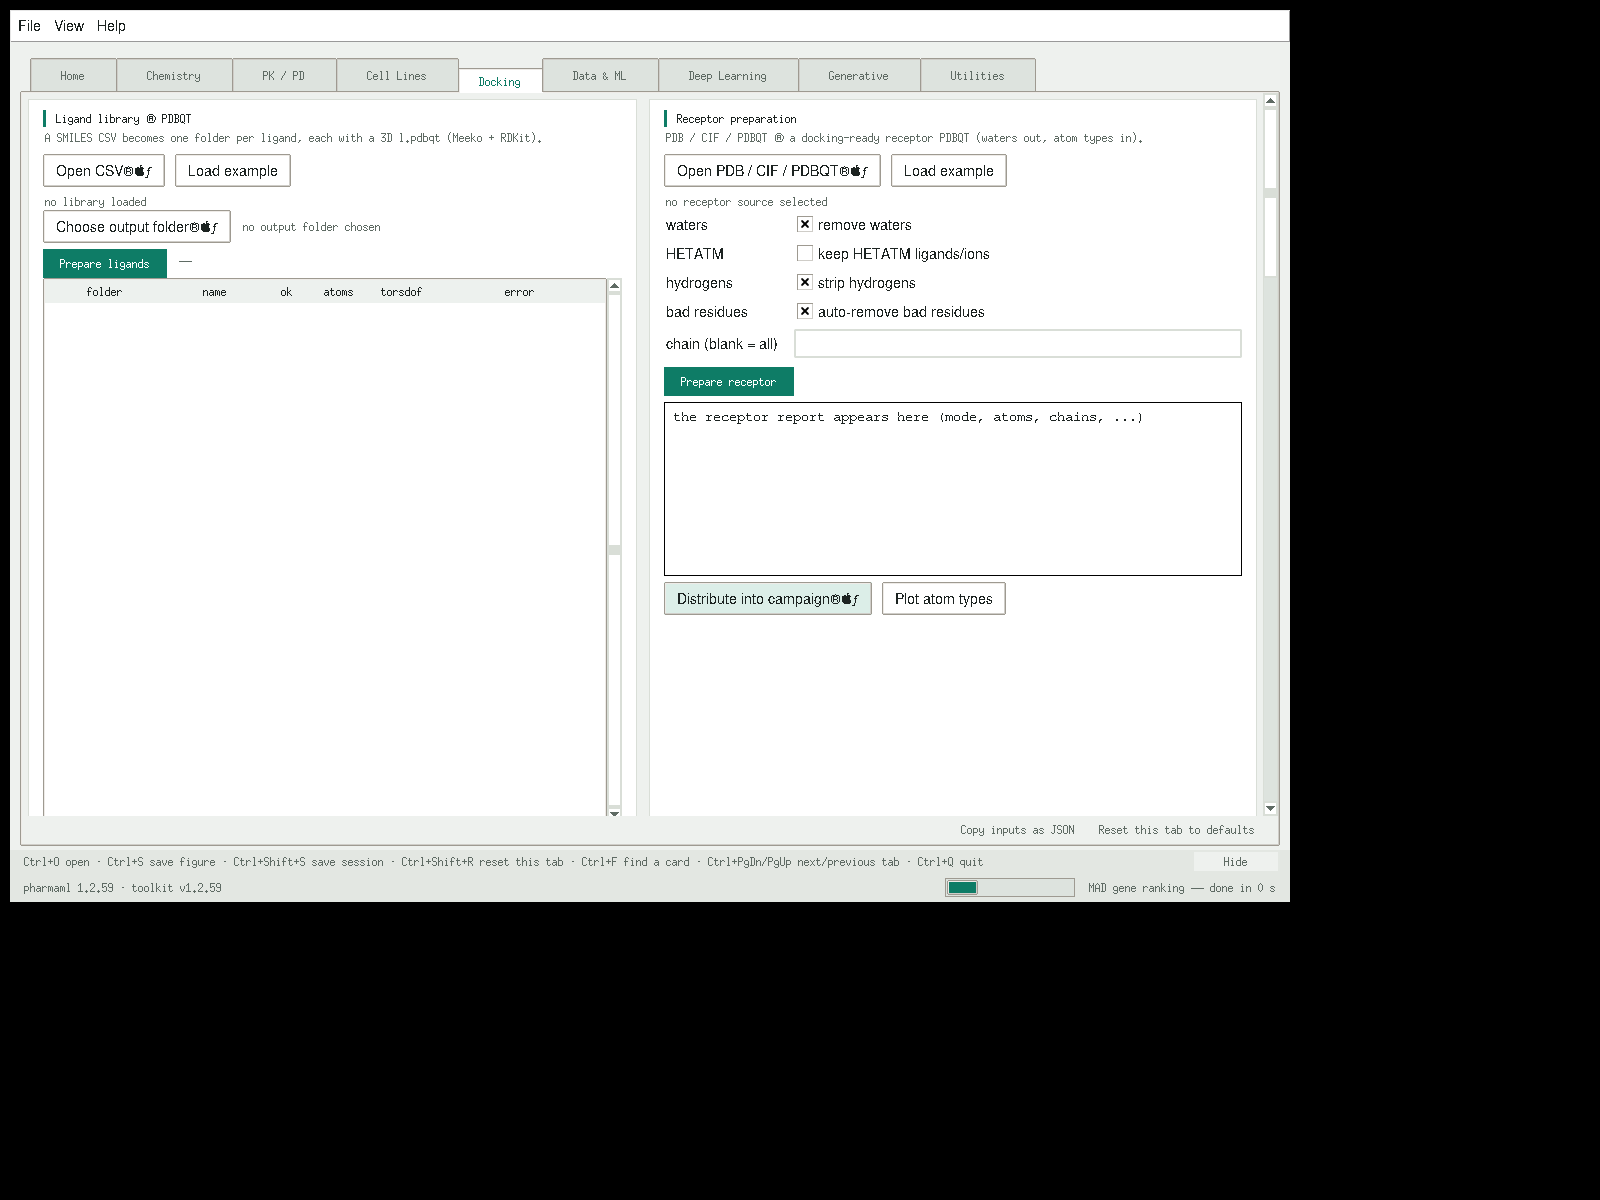 File View Help
Home Chemistry PK / PD Cell Lines Docking Data & ML Deep Learning Generative Utilities
Ligand library ® PDBQT
A SMILES CSV becomes one folder per ligand, each with a 3D l.pdbqt (Meeko + RDKit).
Open CSV®ƒ Load example
no library loaded
Choose output folder®ƒ no output folder chosen
Prepare ligands —
folder name ok atoms torsdof error
Receptor preparation
PDB / CIF / PDBQT ® a docking-ready receptor PDBQT (waters out, atom types in).
Open PDB / CIF / PDBQT®ƒ Load example
no receptor source selected
waters remove waters
HETATM keep HETATM ligands/ions
hydrogens strip hydrogens
bad residues auto-remove bad residues
chain (blank = all)
Prepare receptor
the receptor report appears here (mode, atoms, chains, ...)
Distribute into campaign®ƒ Plot atom types
Copy inputs as JSON Reset this tab to defaults
Ctrl+O open · Ctrl+S save figure · Ctrl+Shift+S save session · Ctrl+Shift+R reset this tab · Ctrl+F find a card · Ctrl+PgDn/PgUp next/previous tab · Ctrl+Q quit Hide
pharmaml 1.2.59 · toolkit v1.2.59 MAD gene ranking — done in 0 s